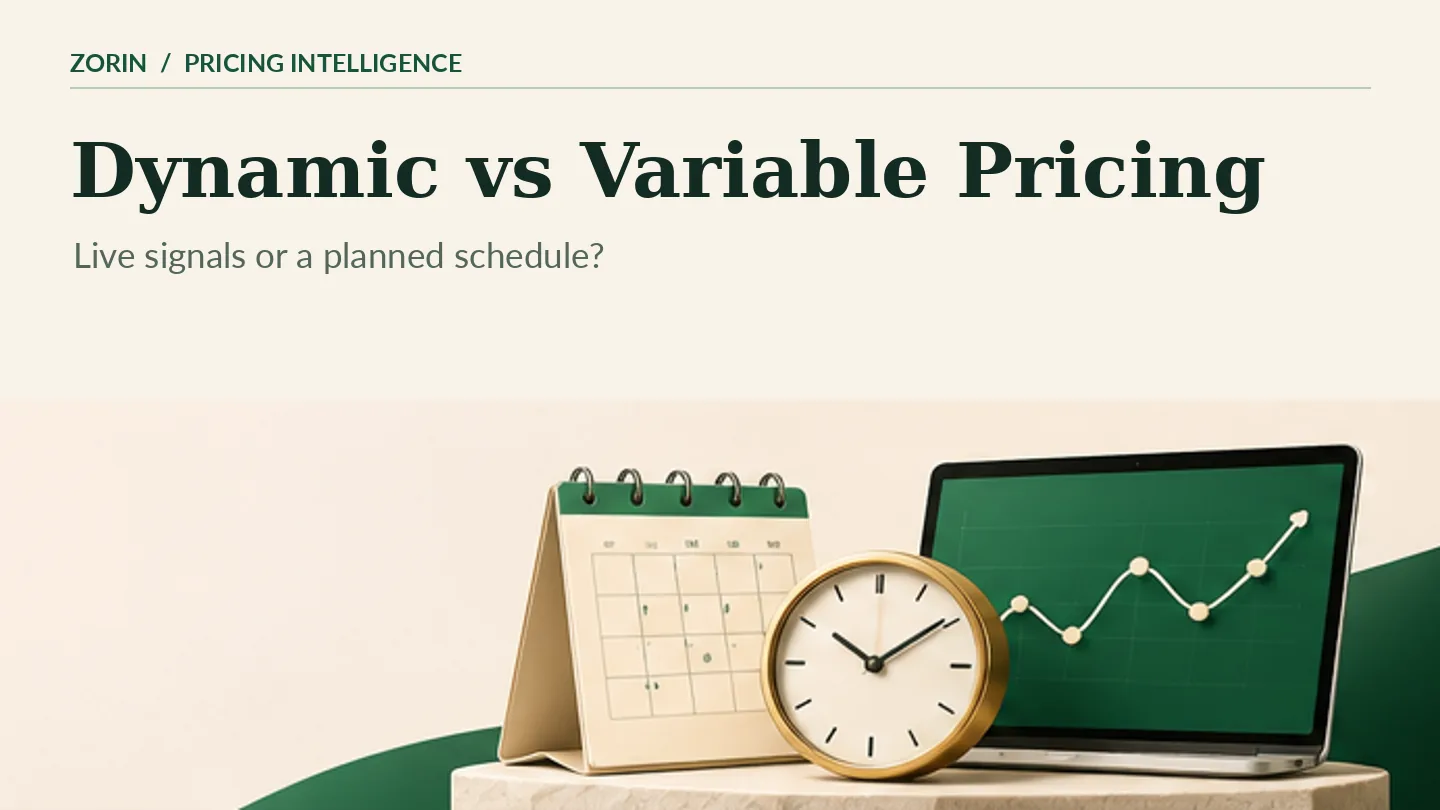 ZORIN / PRICING INTELLIGENCE
Dynamic vs Variable Pricing
Live signals or a planned schedule?